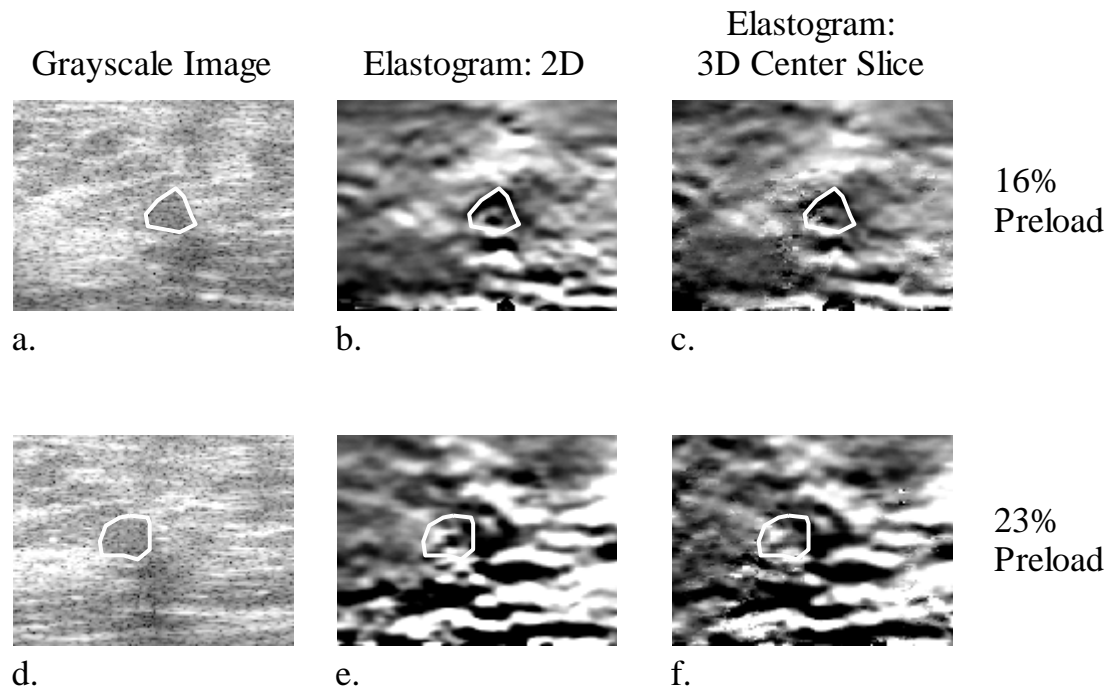 Grayscale Image
Elastogram: 2D
Elastogram:
3D Center Slice
16%
Preload
a.
b.
c.
23%
Preload
d.
e.
f.